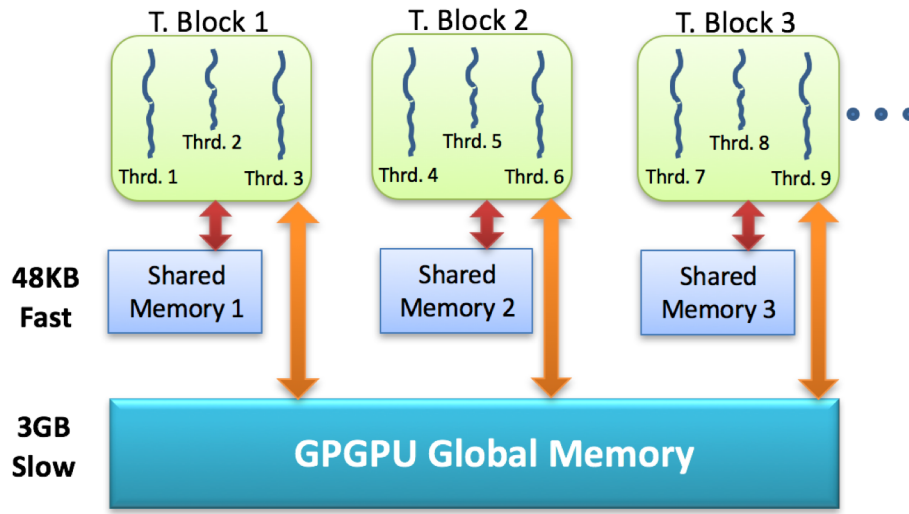 T. Block 1
T. Block 2
T. Block 3
Thrd. 1
Thrd. 2
Thrd. 3
Thrd. 4
Thrd. 5
Thrd. 6
Thrd. 7
Thrd. 8
Thrd. 9
48KB
Fast
Shared
Memory 1
Shared
Memory 2
Shared
Memory 3
3GB
Slow
GPGPU Global Memory